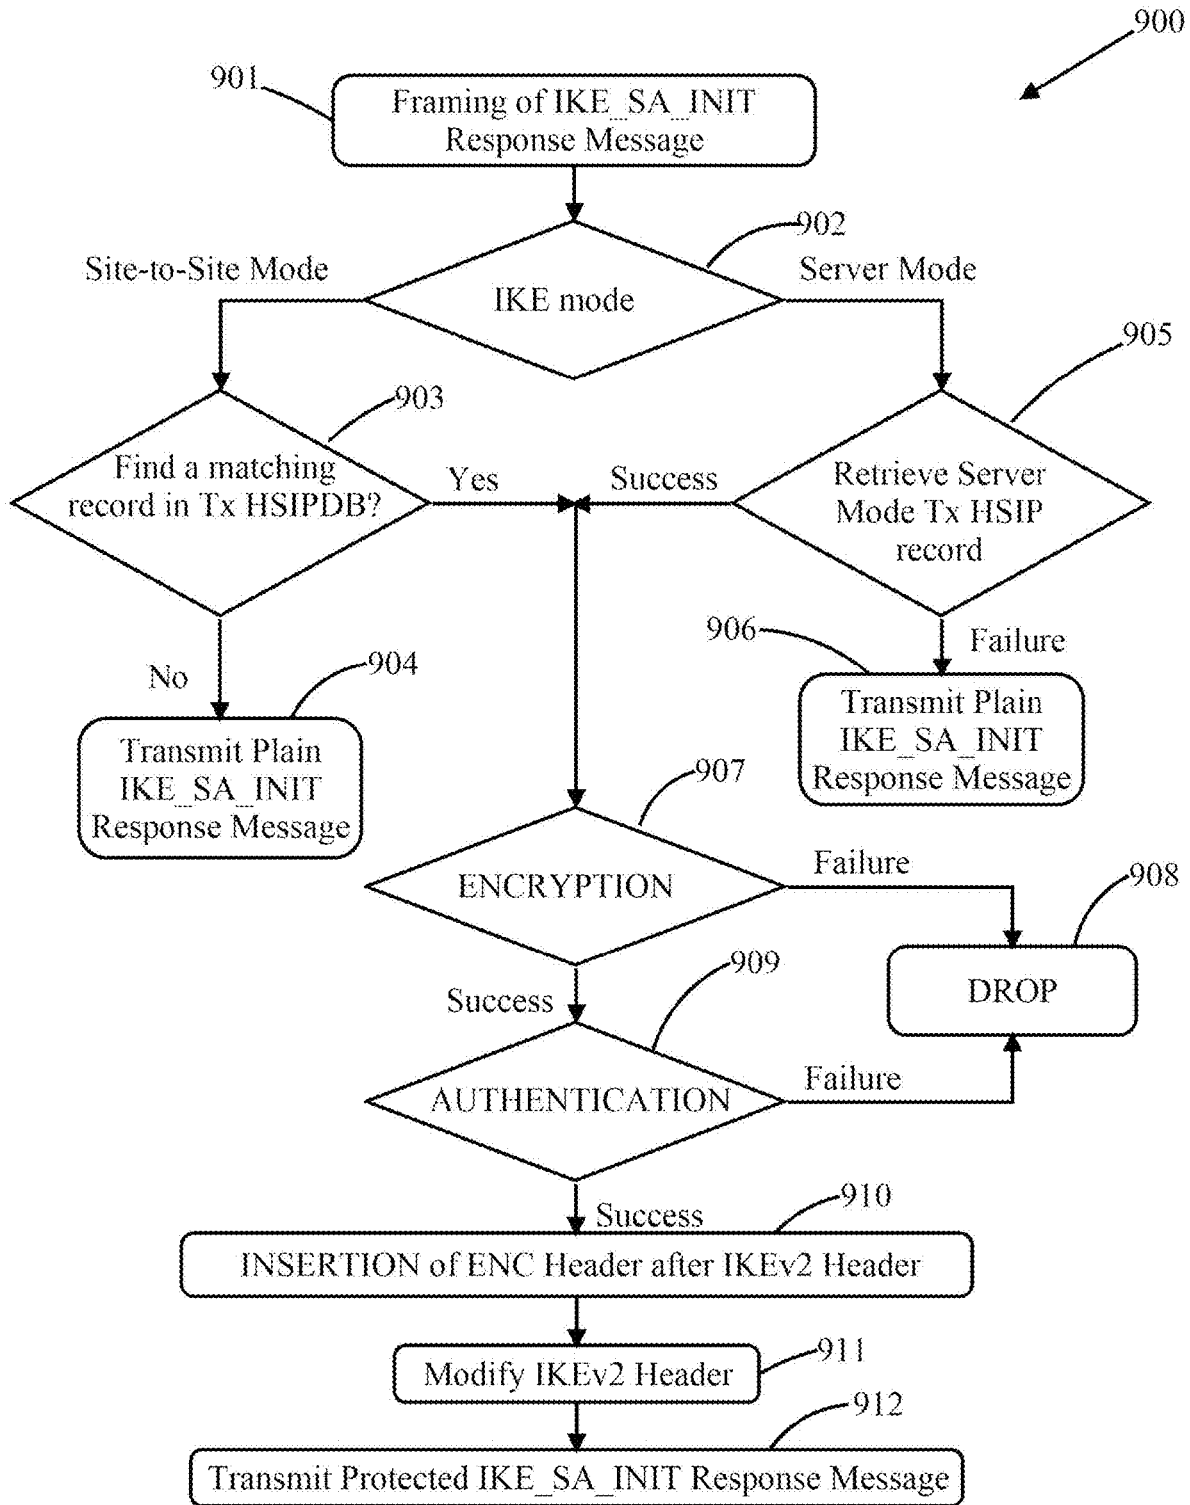 900
901
Framing of IKE_SA_INIT
Response Message
902
Site-to-Site Mode
Server Mode
IKE mode
905
903
Find a matching
record in Tx HSIPDB?
Yes
Success
Retrieve Server
Mode Tx HSIP
record
906
Failure
904
No
Transmit Plain
IKE_SA_INIT
Response Message
Transmit Plain
IKE_SA_INIT
Response Message
907
ENCRYPTION
Failure
908
909
DROP
Success
AUTHENTICATION
Failure
910
Success
INSERTION of ENC Header after IKEv2 Header
911
Modify IKEv2 Header
912
Transmit Protected IKE_SA_INIT Response Message